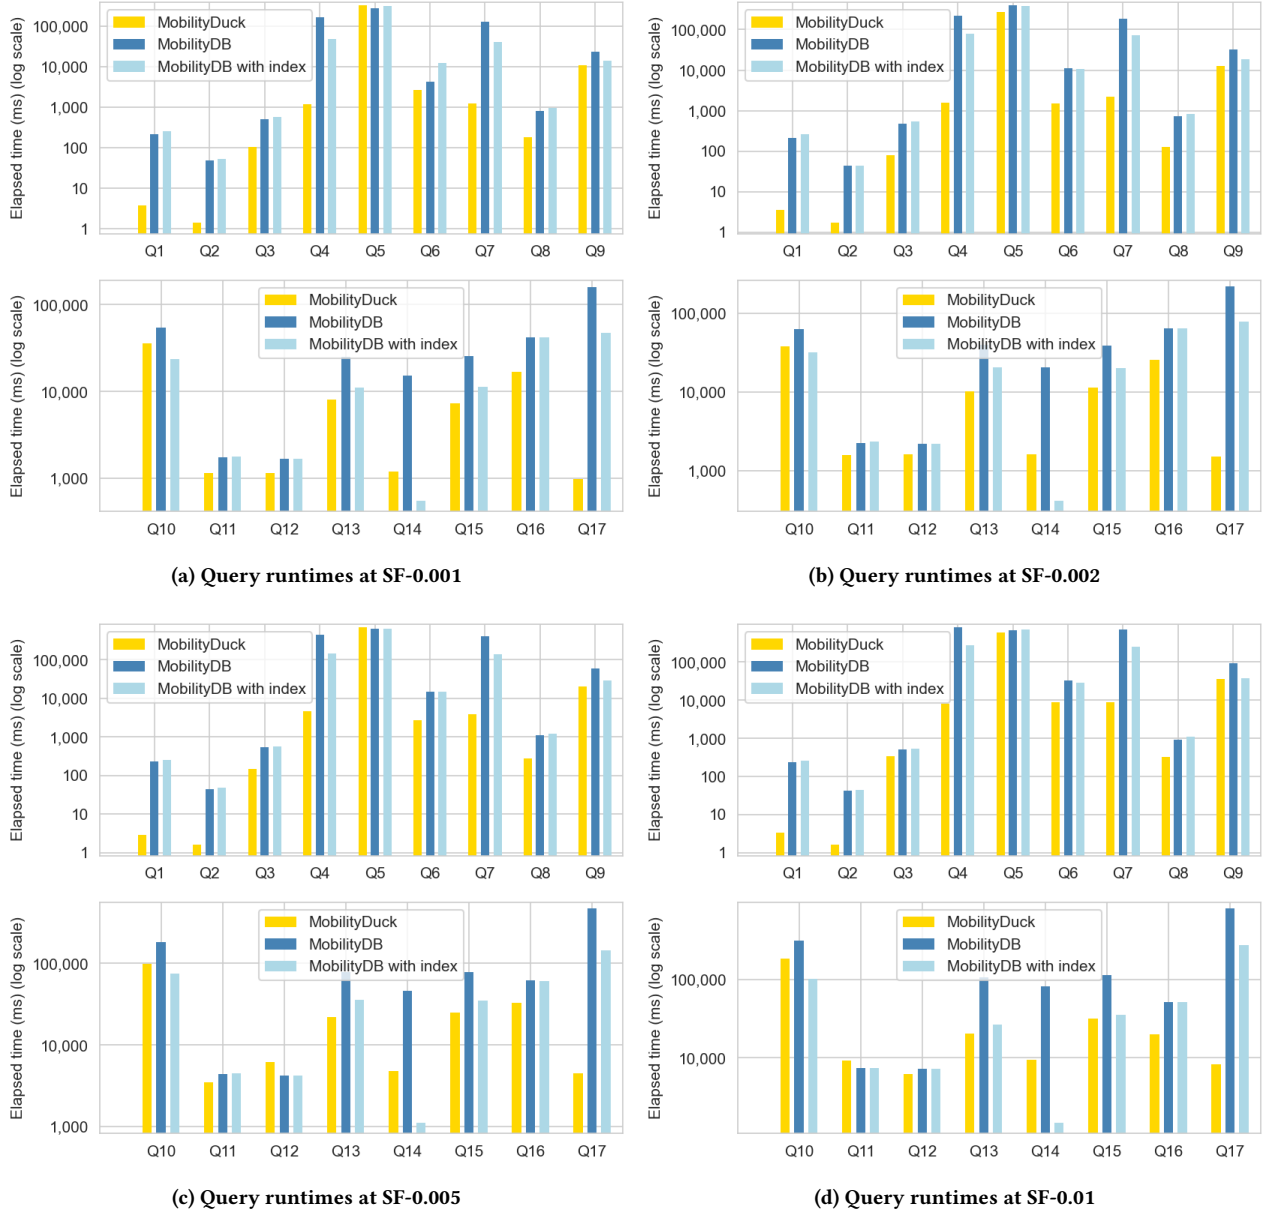 Elapsed time (ms) (log scale)
100,000
10,000
1,000
100
10
1
MobilityDuck
MobilityDB
MobilityDB with index
Q1 Q2 Q3 Q4 Q5 Q6 Q7 Q8 Q9
Elapsed time (ms) (log scale)
100,000
10,000
1,000
MobilityDuck
MobilityDB
MobilityDB with index
Q10 Q11 Q12 Q13 Q14 Q15 Q16 Q17
(a) Query runtimes at SF-0.001
Elapsed time (ms) (log scale)
100,000
10,000
1,000
100
10
1
MobilityDuck
MobilityDB
MobilityDB with index
Q1 Q2 Q3 Q4 Q5 Q6 Q7 Q8 Q9
Elapsed time (ms) (log scale)
100,000
10,000
1,000
MobilityDuck
MobilityDB
MobilityDB with index
Q10 Q11 Q12 Q13 Q14 Q15 Q16 Q17
(b) Query runtimes at SF-0.002
Elapsed time (ms) (log scale)
100,000
10,000
1,000
100
10
1
MobilityDuck
MobilityDB
MobilityDB with index
Q1 Q2 Q3 Q4 Q5 Q6 Q7 Q8 Q9
Elapsed time (ms) (log scale)
100,000
10,000
1,000
MobilityDuck
MobilityDB
MobilityDB with index
Q10 Q11 Q12 Q13 Q14 Q15 Q16 Q17
(c) Query runtimes at SF-0.005
Elapsed time (ms) (log scale)
100,000
10,000
1,000
100
10
1
MobilityDuck
MobilityDB
MobilityDB with index
Q1 Q2 Q3 Q4 Q5 Q6 Q7 Q8 Q9
Elapsed time (ms) (log scale)
100,000
10,000
MobilityDuck
MobilityDB
MobilityDB with index
Q10 Q11 Q12 Q13 Q14 Q15 Q16 Q17
(d) Query runtimes at SF-0.01